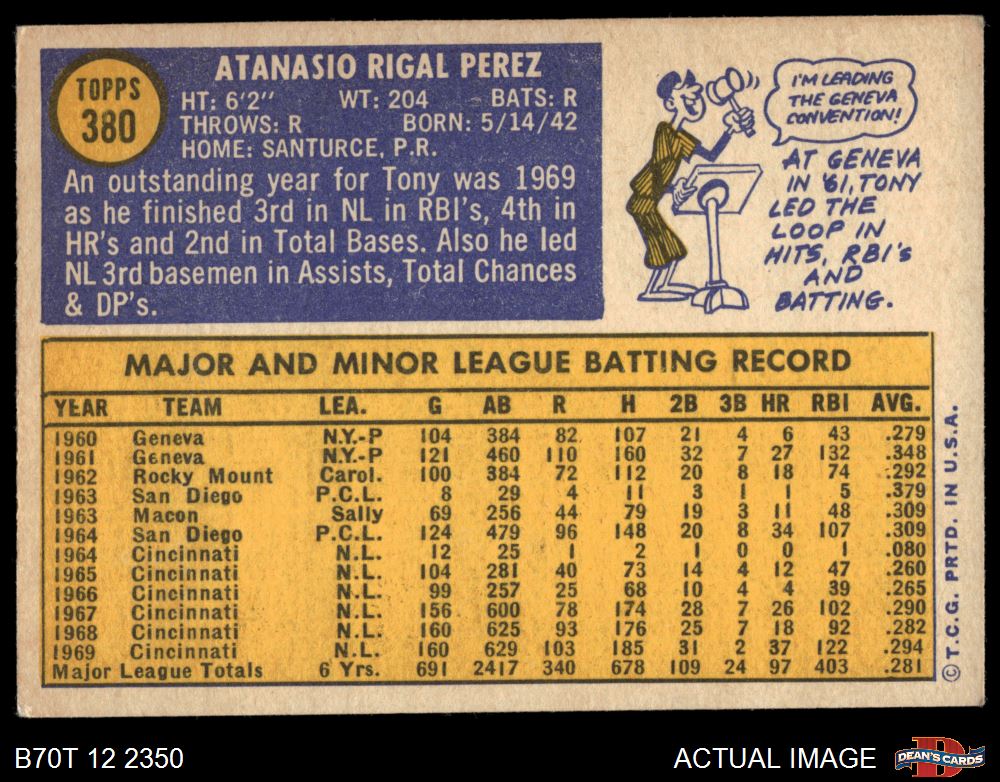 TOPPS
380
ATANASIO RIGAL PEREZ
HT: 6'2" WT: 204 BATS: R
THROWS: R BORN: 5/14/42
HOME: SANTURCE, P.R.
An outstanding year for Tony was 1969
as he finished 3rd in NL in RBI's, 4th in
HR's and 2nd in Total Bases. Also he led
NL 3rd basemen in Assists, Total Chances
& DP's.
I'M LEADING
THE GENEVA
CONVENTION!
AT GENEVA
IN '61, TONY
LED THE
LOOP IN
HITS, RBI's
AND
BATTING.
MAJOR AND MINOR LEAGUE BATTING RECORD
YEAR TEAM LEA. G AB R H 2B 3B HR RBI AVG.
1960 Geneva N.Y.-P 104 384 82 107 21 4 6 43 .279
1961 Geneva N.Y.-P 121 460 110 160 32 7 27 132 .348
1962 Rocky Mount Carol. 100 384 72 112 20 8 18 74 .292
1963 San Diego P.C.L. 8 29 4 11 3 1 1 5 .379
1963 Macon Sally 69 256 44 79 19 3 11 48 .309
1964 San Diego P.C.L. 124 479 96 148 20 8 34 107 .309
1964 Cincinnati N.L. 12 25 1 2 1 0 0 1 .080
1965 Cincinnati N.L. 104 281 40 73 14 4 12 47 .260
1966 Cincinnati N.L. 99 257 25 68 10 4 4 39 .265
1967 Cincinnati N.L. 156 600 78 174 28 7 26 102 .290
1968 Cincinnati N.L. 160 625 93 176 25 7 18 92 .282
1969 Cincinnati N.L. 160 629 103 185 31 2 37 122 .294
Major League Totals 6 Yrs. 691 2417 340 678 109 24 97 403 .281
© T.C.G. PRTD. IN U.S.A.
B70T 12 2350
ACTUAL IMAGE
D
DEAN'S CARDS